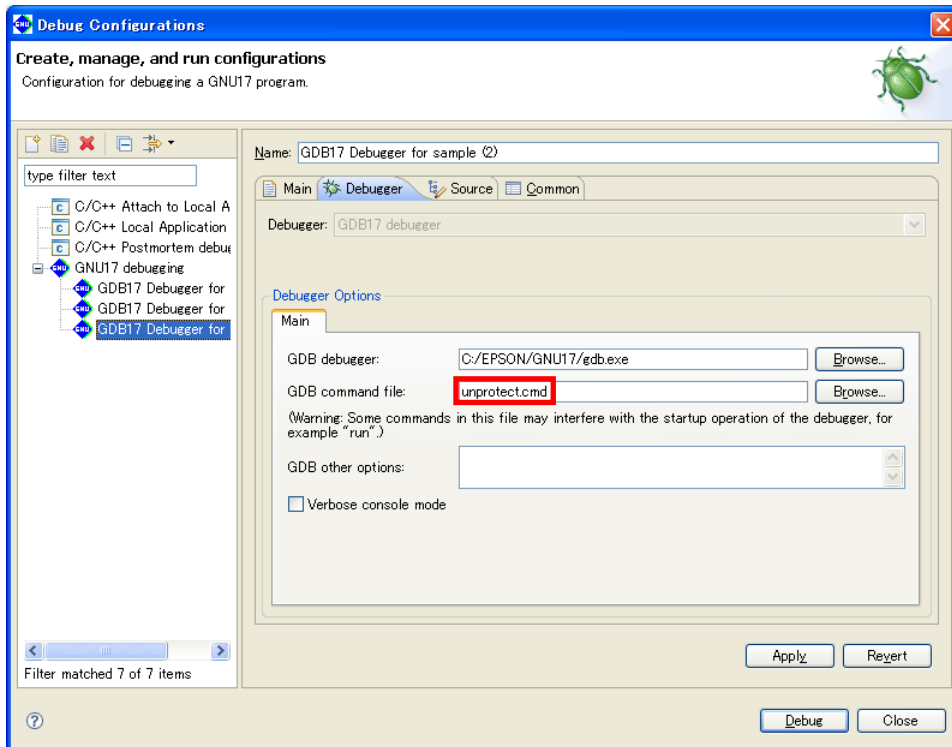 Debug Configurations
Create, manage, and run configurations
Configuration for debugging a GNU17 program.
type filter text
C/C++ Attach to Local A
C/C++ Local Application
C/C++ Postmortem debug
GNU17 debugging
GDB17 Debugger for
GDB17 Debugger for
GDB17 Debugger for
Filter matched 7 of 7 items
Name: GDB17 Debugger for sample (2)
Main Debugger Source Common
Debugger: GDB17 debugger
Debugger Options
Main
GDB debugger: C:/EPSON/GNU17/gdb.exe Browse...
GDB command file: unprotect.cmd Browse...
(Warning: Some commands in this file may interfere with the startup operation of the debugger, for
example "run".)
GDB other options:
Verbose console mode
Apply Revert
Debug Close